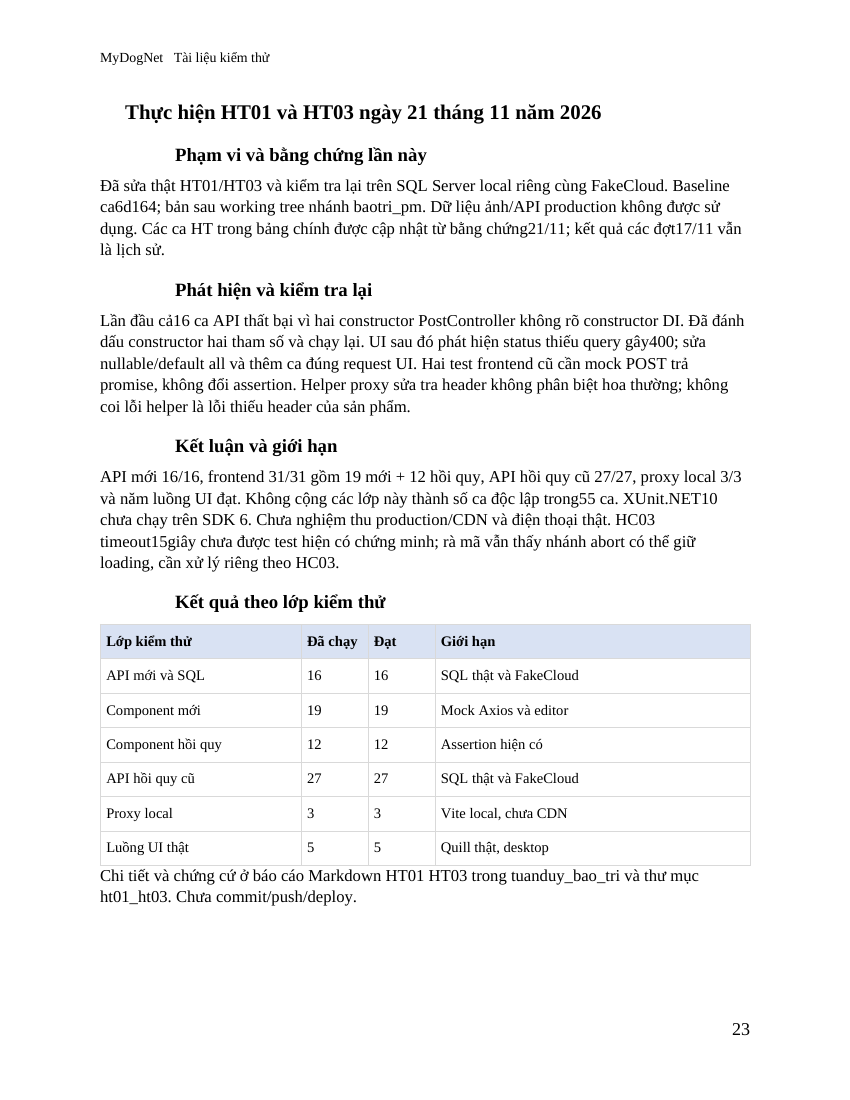 MyDogNet   Tài liệu kiểm thử
Thực hiện HT01 và HT03 ngày 21 tháng 11 năm 2026
Phạm vi và bằng chứng lần này
Đã sửa thật HT01/HT03 và kiểm tra lại trên SQL Server local riêng cùng FakeCloud. Baseline
ca6d164; bản sau working tree nhánh baotri_pm. Dữ liệu ảnh/API production không được sử
dụng. Các ca HT trong bảng chính được cập nhật từ bằng chứng21/11; kết quả các đợt17/11 vẫn
là lịch sử.
Phát hiện và kiểm tra lại
Lần đầu cả16 ca API thất bại vì hai constructor PostController không rõ constructor DI. Đã đánh
dấu constructor hai tham số và chạy lại. UI sau đó phát hiện status thiếu query gây400; sửa
nullable/default all và thêm ca đúng request UI. Hai test frontend cũ cần mock POST trả
promise, không đổi assertion. Helper proxy sửa tra header không phân biệt hoa thường; không
coi lỗi helper là lỗi thiếu header của sản phẩm.
Kết luận và giới hạn
API mới 16/16, frontend 31/31 gồm 19 mới + 12 hồi quy, API hồi quy cũ 27/27, proxy local 3/3
và năm luồng UI đạt. Không cộng các lớp này thành số ca độc lập trong55 ca. XUnit.NET10
chưa chạy trên SDK 6. Chưa nghiệm thu production/CDN và điện thoại thật. HC03
timeout15giây chưa được test hiện có chứng minh; rà mã vẫn thấy nhánh abort có thể giữ
loading, cần xử lý riêng theo HC03.
Kết quả theo lớp kiểm thử
Lớp kiểm thử Đã chạy Đạt Giới hạn
API mới và SQL 16 16 SQL thật và FakeCloud
Component mới 19 19 Mock Axios và editor
Component hồi quy 12 12 Assertion hiện có
API hồi quy cũ 27 27 SQL thật và FakeCloud
Proxy local 3 3 Vite local, chưa CDN
Luồng UI thật 5 5 Quill thật, desktop
Chi tiết và chứng cứ ở báo cáo Markdown HT01 HT03 trong tuanduy_bao_tri và thư mục
ht01_ht03. Chưa commit/push/deploy.
23